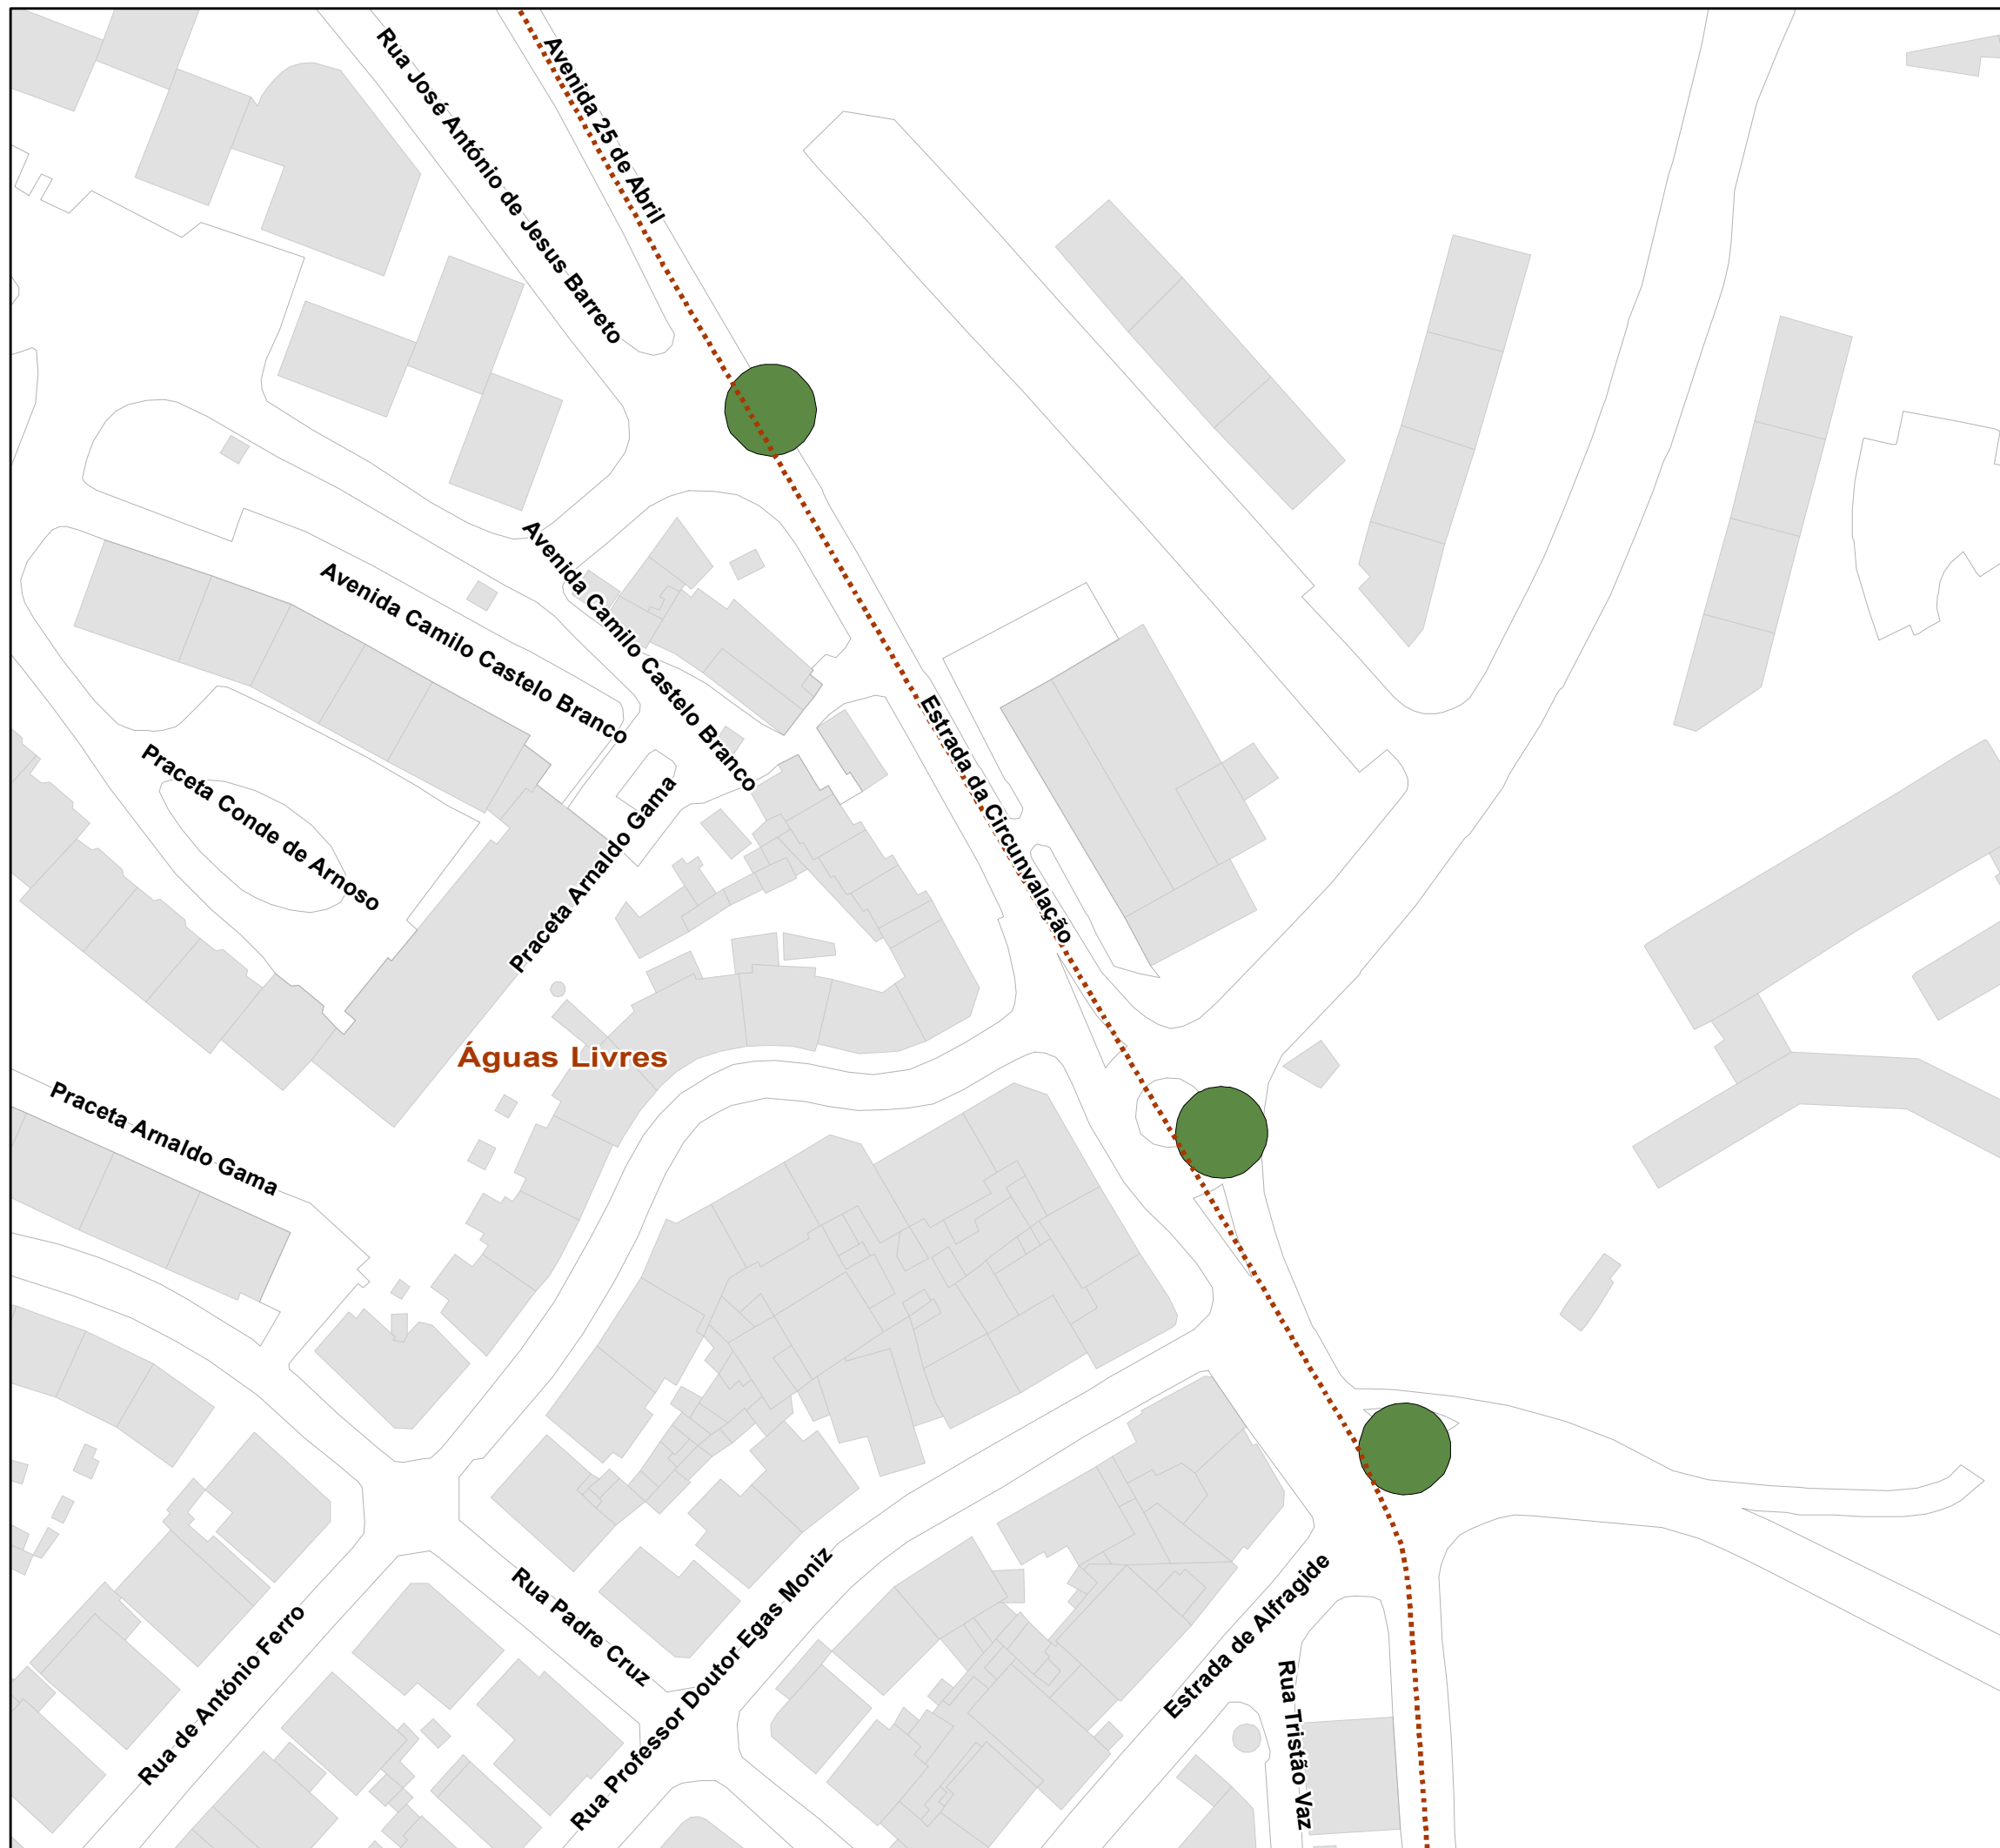 Rua José António de Jesus Barreto
Avenida 25 de Abril
Avenida Camilo Castelo Branco
Avenida Camilo Castelo Branco
Praceta Conde de Arnoso
Praceta Arnaldo Gama
Estrada da Circunvalação
Águas Livres
Praceta Arnaldo Gama
Rua de António Ferro
Rua Padre Cruz
Rua Professor Doutor Egas Moniz
Estrada de Alfragide
Rua Tristão Vaz